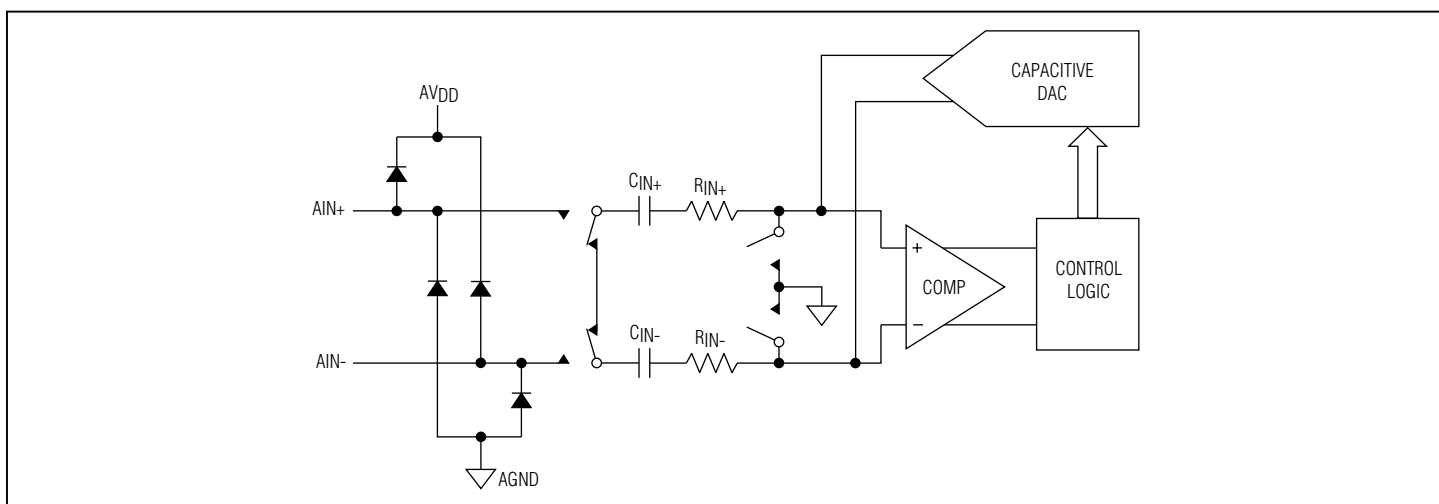 CAPACITIVE
DAC
AVDD
CIN+
RIN+
AIN+
+
COMP
CONTROL
LOGIC
−
CIN-
RIN-
AIN-
AGND